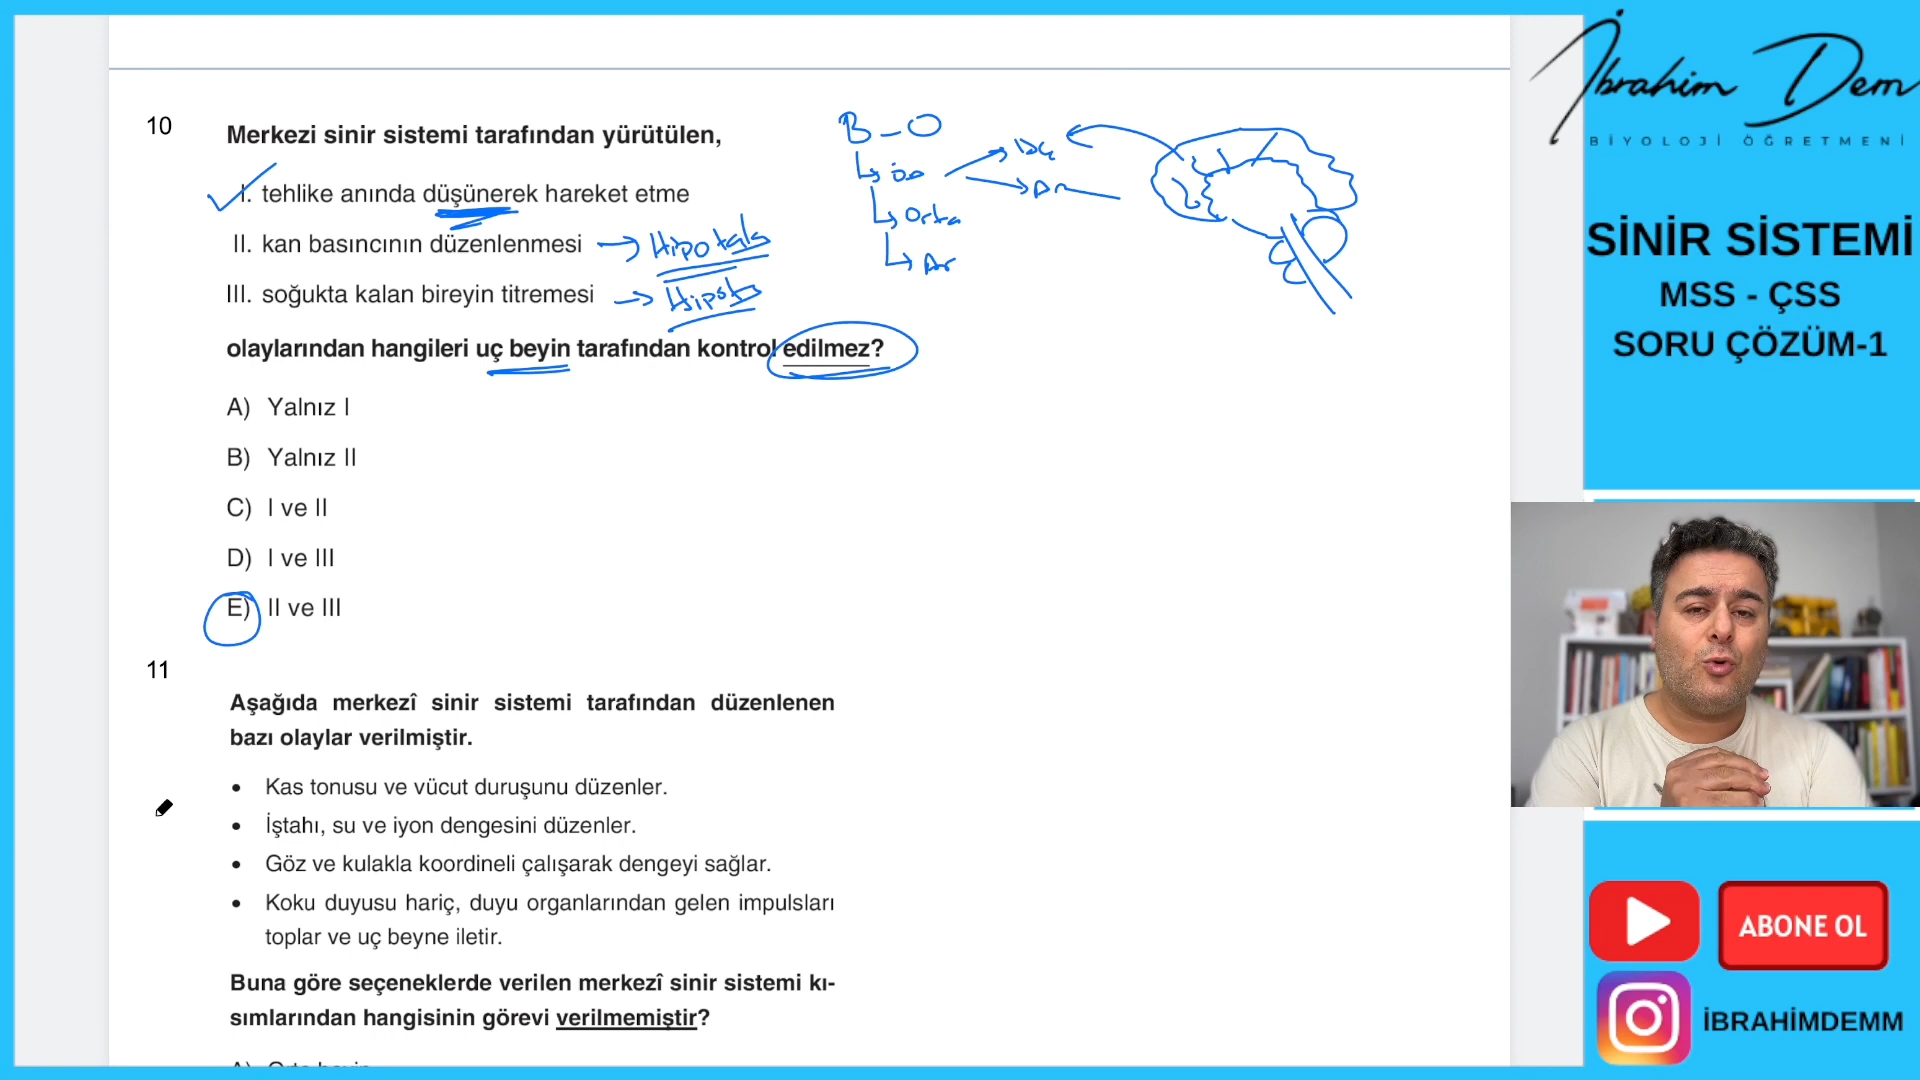 10
Merkezi sinir sistemi tarafından yürütülen,
I. tehlike anında düşünerek hareket etme
II. kan basıncının düzenlenmesi → Hipotals
III. soğukta kalan bireyin titremesi →
olaylarından hangileri uç beyin tarafından kontrol edilmez?
A) Yalnız I
B) Yalnız II
C) I ve II
D) I ve III
E) II ve III
B - O
Orta
11
Aşağıda merkezî sinir sistemi tarafından düzenlenen
bazı olaylar verilmiştir.
• Kas tonusu ve vücut duruşunu düzenler.
• İştahı, su ve iyon dengesini düzenler.
• Göz ve kulakla koordineli çalışarak dengeyi sağlar.
• Koku duyusu hariç, duyu organlarından gelen impulsları
toplar ve uç beyne iletir.
Buna göre seçeneklerde verilen merkezî sinir sistemi kı-
sımlarından hangisinin görevi verilmemiştir?
İbrahim Dem
BİYOLOJİ ÖĞRETMENİ
SİNİR SİSTEMİ
MSS - ÇSS
SORU ÇÖZÜM-1
ABONE OL
İBRAHİMDEMM